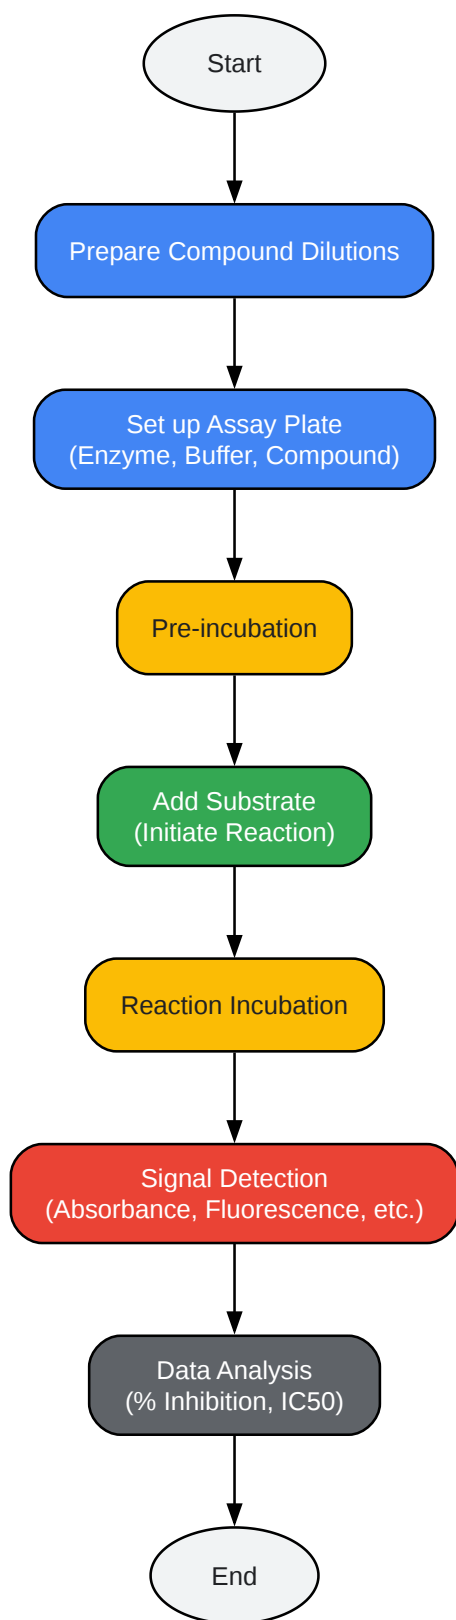 Start
Prepare Compound Dilutions
Set up Assay Plate
(Enzyme, Buffer, Compound)
Pre-incubation
Add Substrate
(Initiate Reaction)
Reaction Incubation
Signal Detection
(Absorbance, Fluorescence, etc.)
Data Analysis
(% Inhibition, IC50)
End